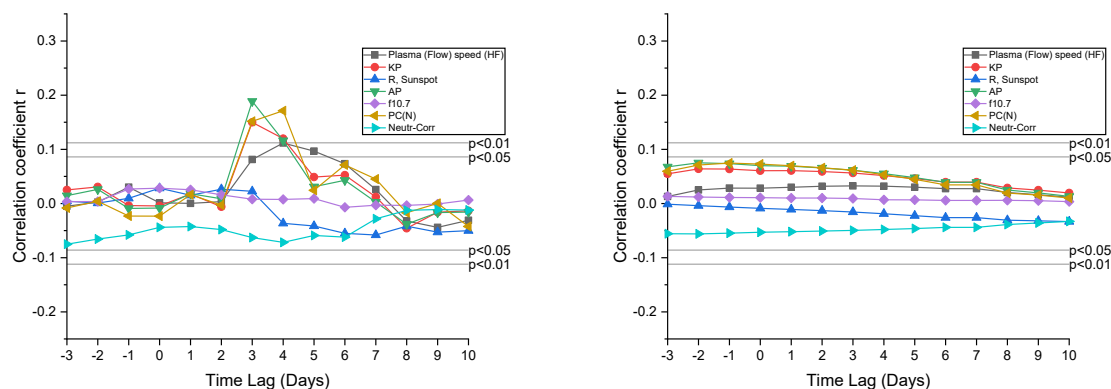 0.3
0.2
0.1
0.0
-0.1
-0.2
Correlation coefficient r
-3 -2 -1 0 1 2 3 4 5 6 7 8 9 10
Time Lag (Days)
Plasma (Flow) speed (HF)
KP
R, Sunspot
AP
f10.7
PC(N)
Neutr-Corr
p<0.01
p<0.05
p<0.05
p<0.01
0.3
0.2
0.1
0.0
-0.1
-0.2
Correlation coefficient r
-3 -2 -1 0 1 2 3 4 5 6 7 8 9 10
Time Lag (Days)
Plasma (Flow) speed (HF)
KP
R, Sunspot
AP
f10.7
PC(N)
Neutr-Corr
p<0.01
p<0.05
p<0.05
p<0.01